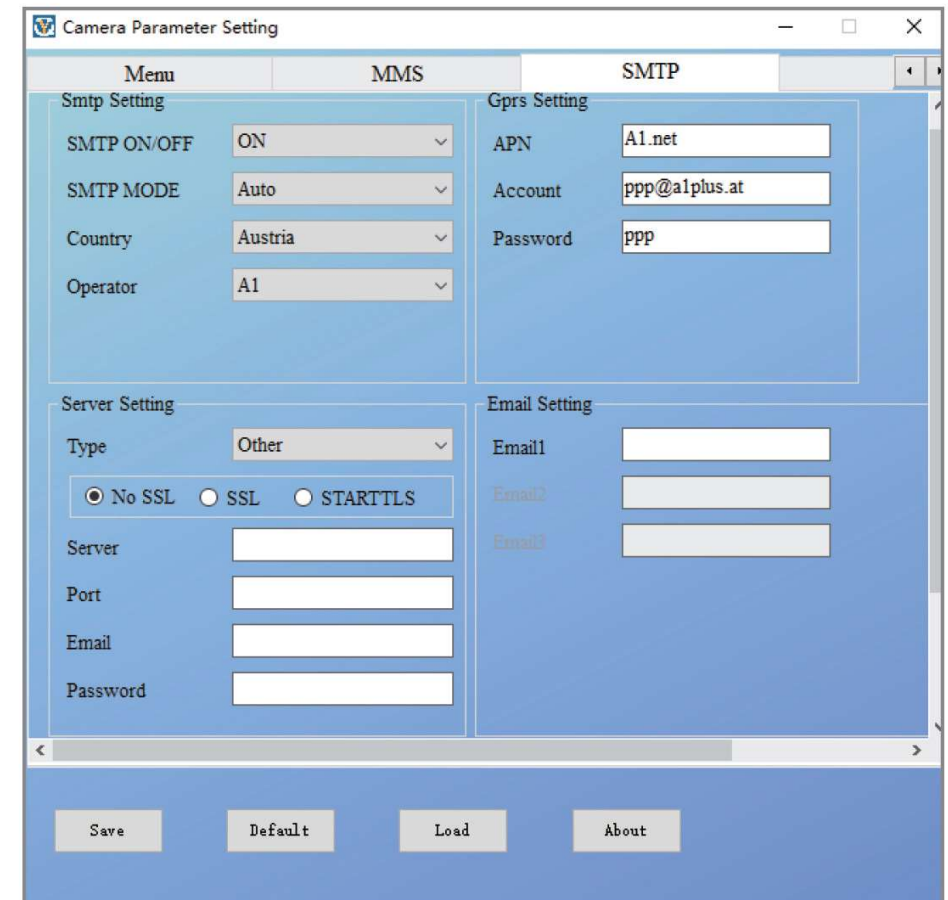 Camera Parameter Setting
Menu MMS SMTP
Smtp Setting
SMTP ON/OFF ON
SMTP MODE Auto
Country Austria
Operator A1
Gprs Setting
APN A1.net
Account ppp@a1plus.at
Password ppp
Server Setting
Type Other
No SSL SSL STARTTLS
Server
Port
Email
Password
Email Setting
Email1
Email2
Email3
Save Default Load About